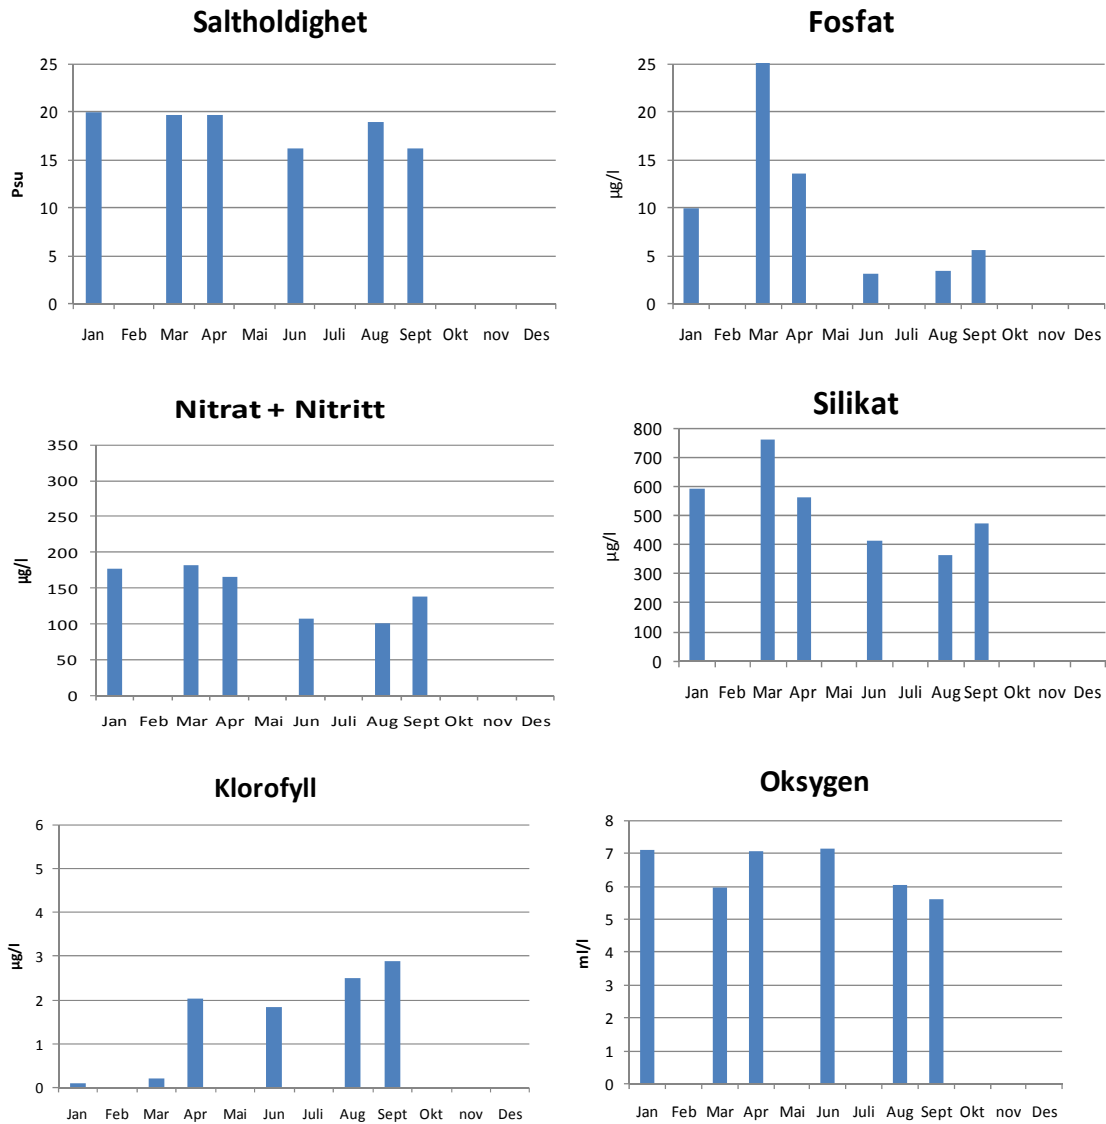 Saltholdighet
25
20
15
10
5
0
Psu
Jan Feb Mar Apr Mai Jun Juli Aug Sept Okt nov Des
Fosfat
25
20
15
10
5
0
µg/l
Jan Feb Mar Apr Mai Jun Juli Aug Sept Okt nov Des
Nitrat + Nitritt
350
300
250
200
150
100
50
0
µg/l
Jan Feb Mar Apr Mai Jun Juli Aug Sept Okt nov Des
Silikat
800
700
600
500
400
300
200
100
0
µg/l
Jan Feb Mar Apr Mai Jun Juli Aug Sept Okt nov Des
Klorofyll
6
5
4
3
2
1
0
µg/l
Jan Feb Mar Apr Mai Jun Juli Aug Sept Okt nov Des
Oksygen
8
7
6
5
4
3
2
1
0
ml/l
Jan Feb Mar Apr Mai Jun Juli Aug Sept Okt nov Des